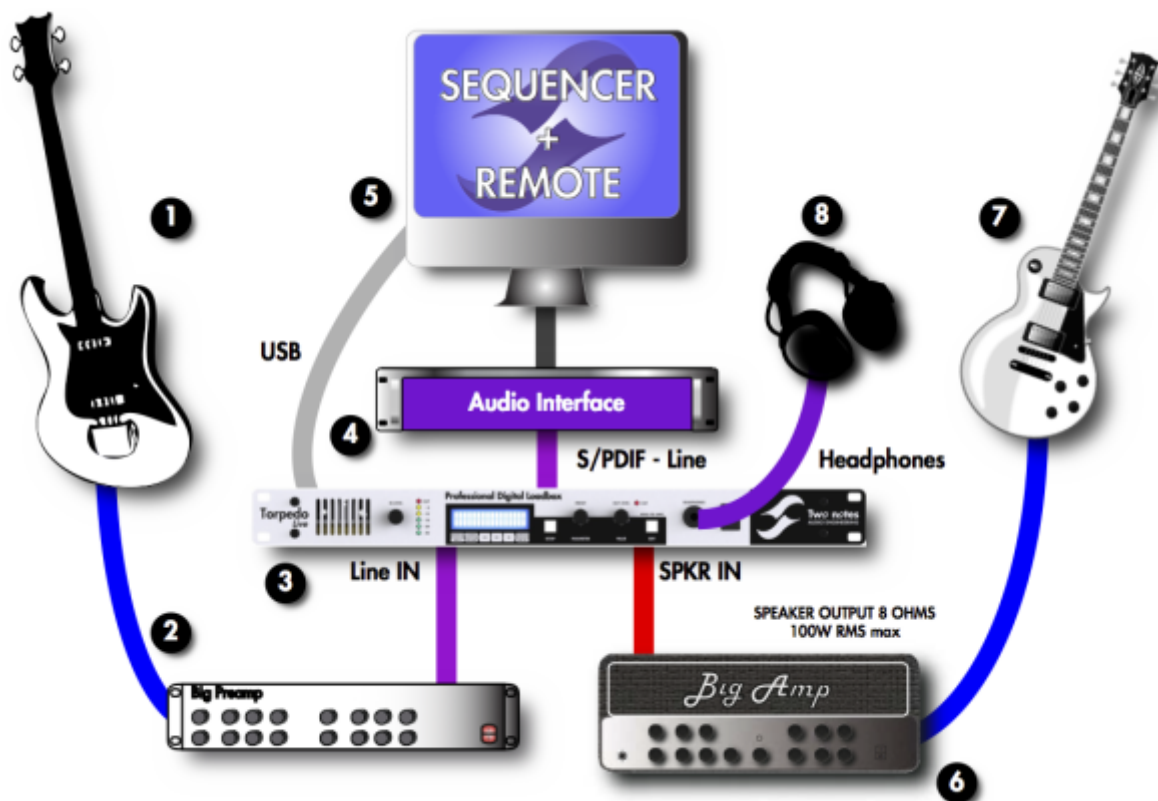 SEQUENCER
+
REMOTE
5
1
8
7
USB
Audio Interface
4
S/PDIF - Line
Headphones
Professional Digital Loadbox
Torpedo
Live
Two notes
AUDIO ENGINEERING
3
Line IN
SPKR IN
2
SPEAKER OUTPUT 8 OHMS
100W RMS max
Big Preamp
Big Amp
6